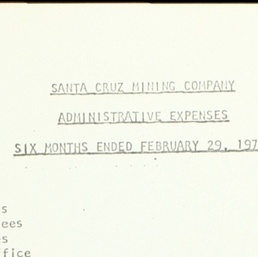 SANTA CRUZ MINING COMPANY
ADMINISTRATIVE EXPENSES
SIX MONTHS ENDED FEBRUARY 29, 197
s
ees
s
fice